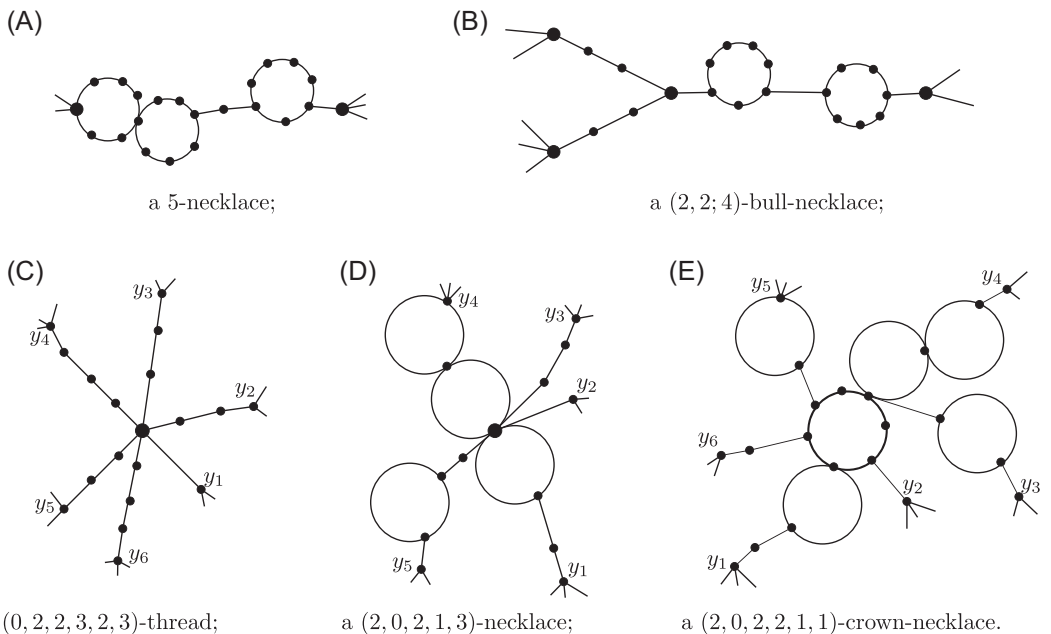 (A)
(B)
a 5-necklace;
a (2, 2; 4)-bull-necklace;
(C)
(D)
(E)
y₃
y₄
y₂
y₁
y₅
y₆
y₄
y₃
y₂
y₅
y₁
y₅
y₄
y₆
y₂
y₃
y₁
(0, 2, 2, 3, 2, 3)-thread;
a (2, 0, 2, 1, 3)-necklace;
a (2, 0, 2, 2, 1, 1)-crown-necklace.